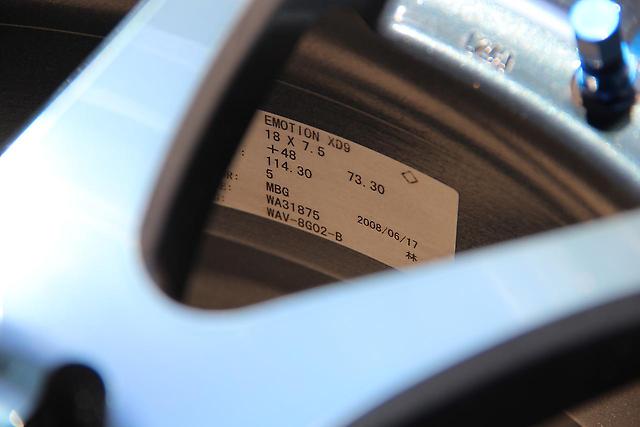 EMOTION XD9
18 X 7.5
+48
114.30 73.30
R: 5
E: MBG
WA31875 2008/06/17
WAV-8G02-B 林